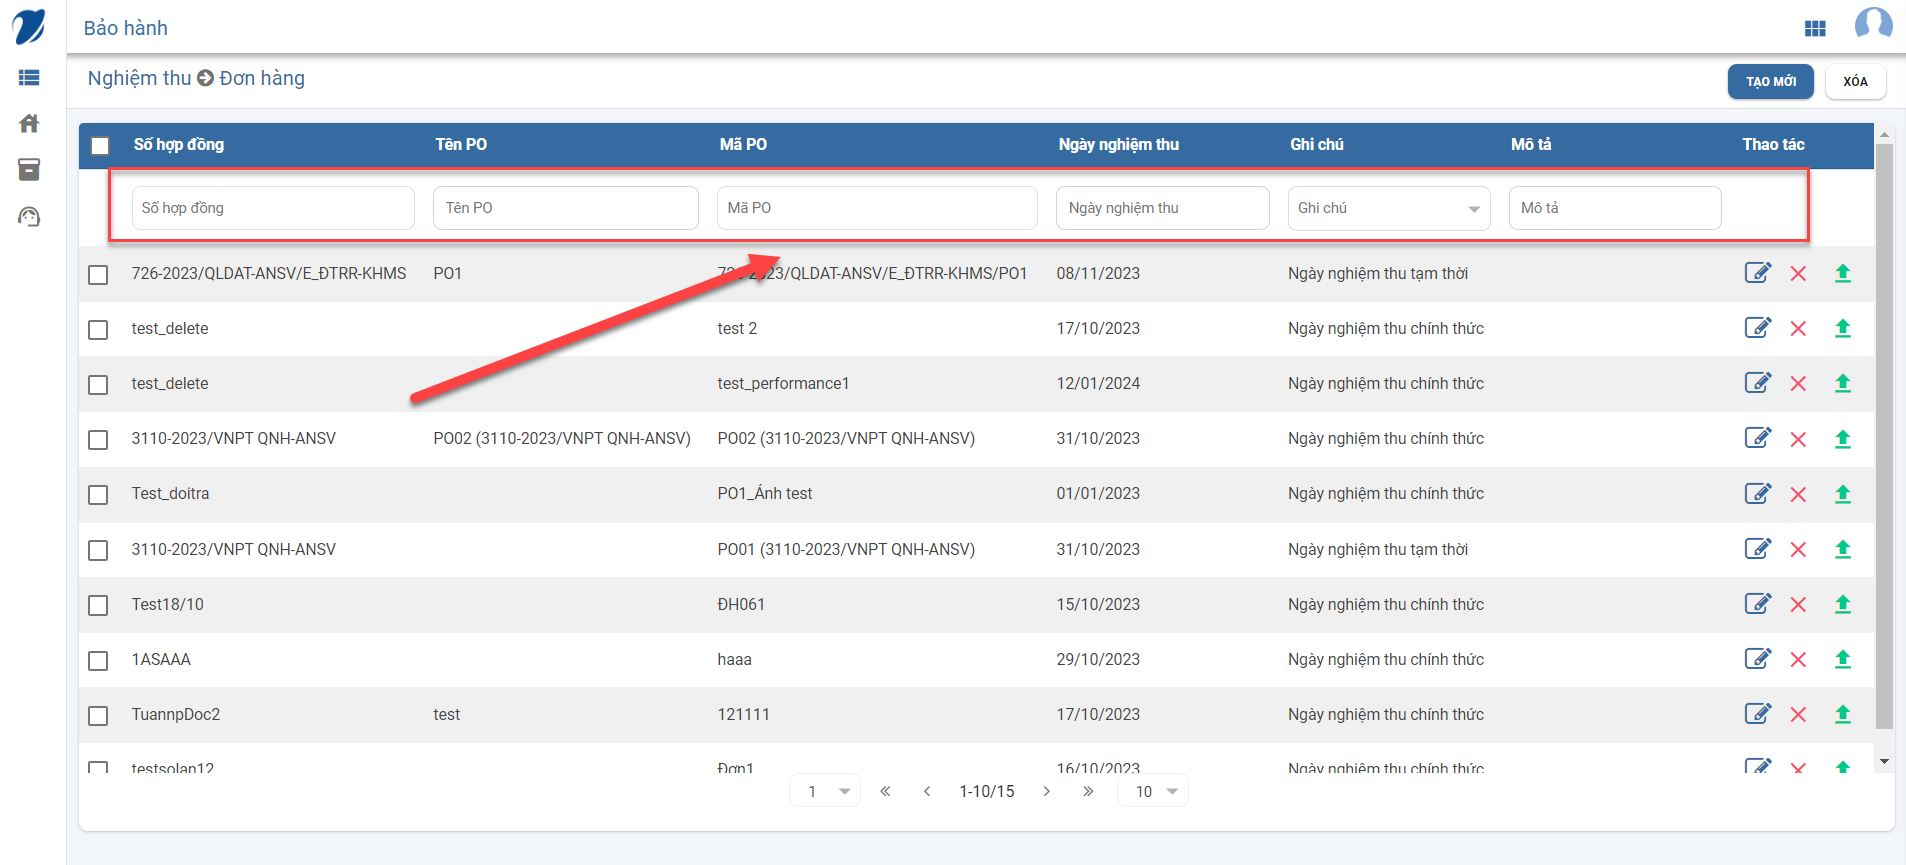 Bảo hành
Nghiệm thu Đơn hàng
TẠO MỚI XÓA
Số hợp đồng Tên PO Mã PO Ngày nghiệm thu Ghi chú Mô tả Thao tác
Số hợp đồng Tên PO Mã PO Ngày nghiệm thu Ghi chú Mô tả
726-2023/QLDAT-ANSV/E_ĐTRR-KHMS PO1 726-2023/QLDAT-ANSV/E_ĐTRR-KHMS/PO1 08/11/2023 Ngày nghiệm thu tạm thời
test_delete test 2 17/10/2023 Ngày nghiệm thu chính thức
test_delete test_performance1 12/01/2024 Ngày nghiệm thu chính thức
3110-2023/VNPT QNH-ANSV PO02 (3110-2023/VNPT QNH-ANSV) PO02 (3110-2023/VNPT QNH-ANSV) 31/10/2023 Ngày nghiệm thu chính thức
Test_doitra PO1_Ánh test 01/01/2023 Ngày nghiệm thu chính thức
3110-2023/VNPT QNH-ANSV PO01 (3110-2023/VNPT QNH-ANSV) 31/10/2023 Ngày nghiệm thu tạm thời
Test18/10 ĐH061 15/10/2023 Ngày nghiệm thu chính thức
1ASAAA haaa 29/10/2023 Ngày nghiệm thu chính thức
TuannpDoc2 test 121111 17/10/2023 Ngày nghiệm thu chính thức
testsolan12 Đơn1 16/10/2023 Ngày nghiệm thu chính thức
1 « ‹ 1-10/15 › » 10